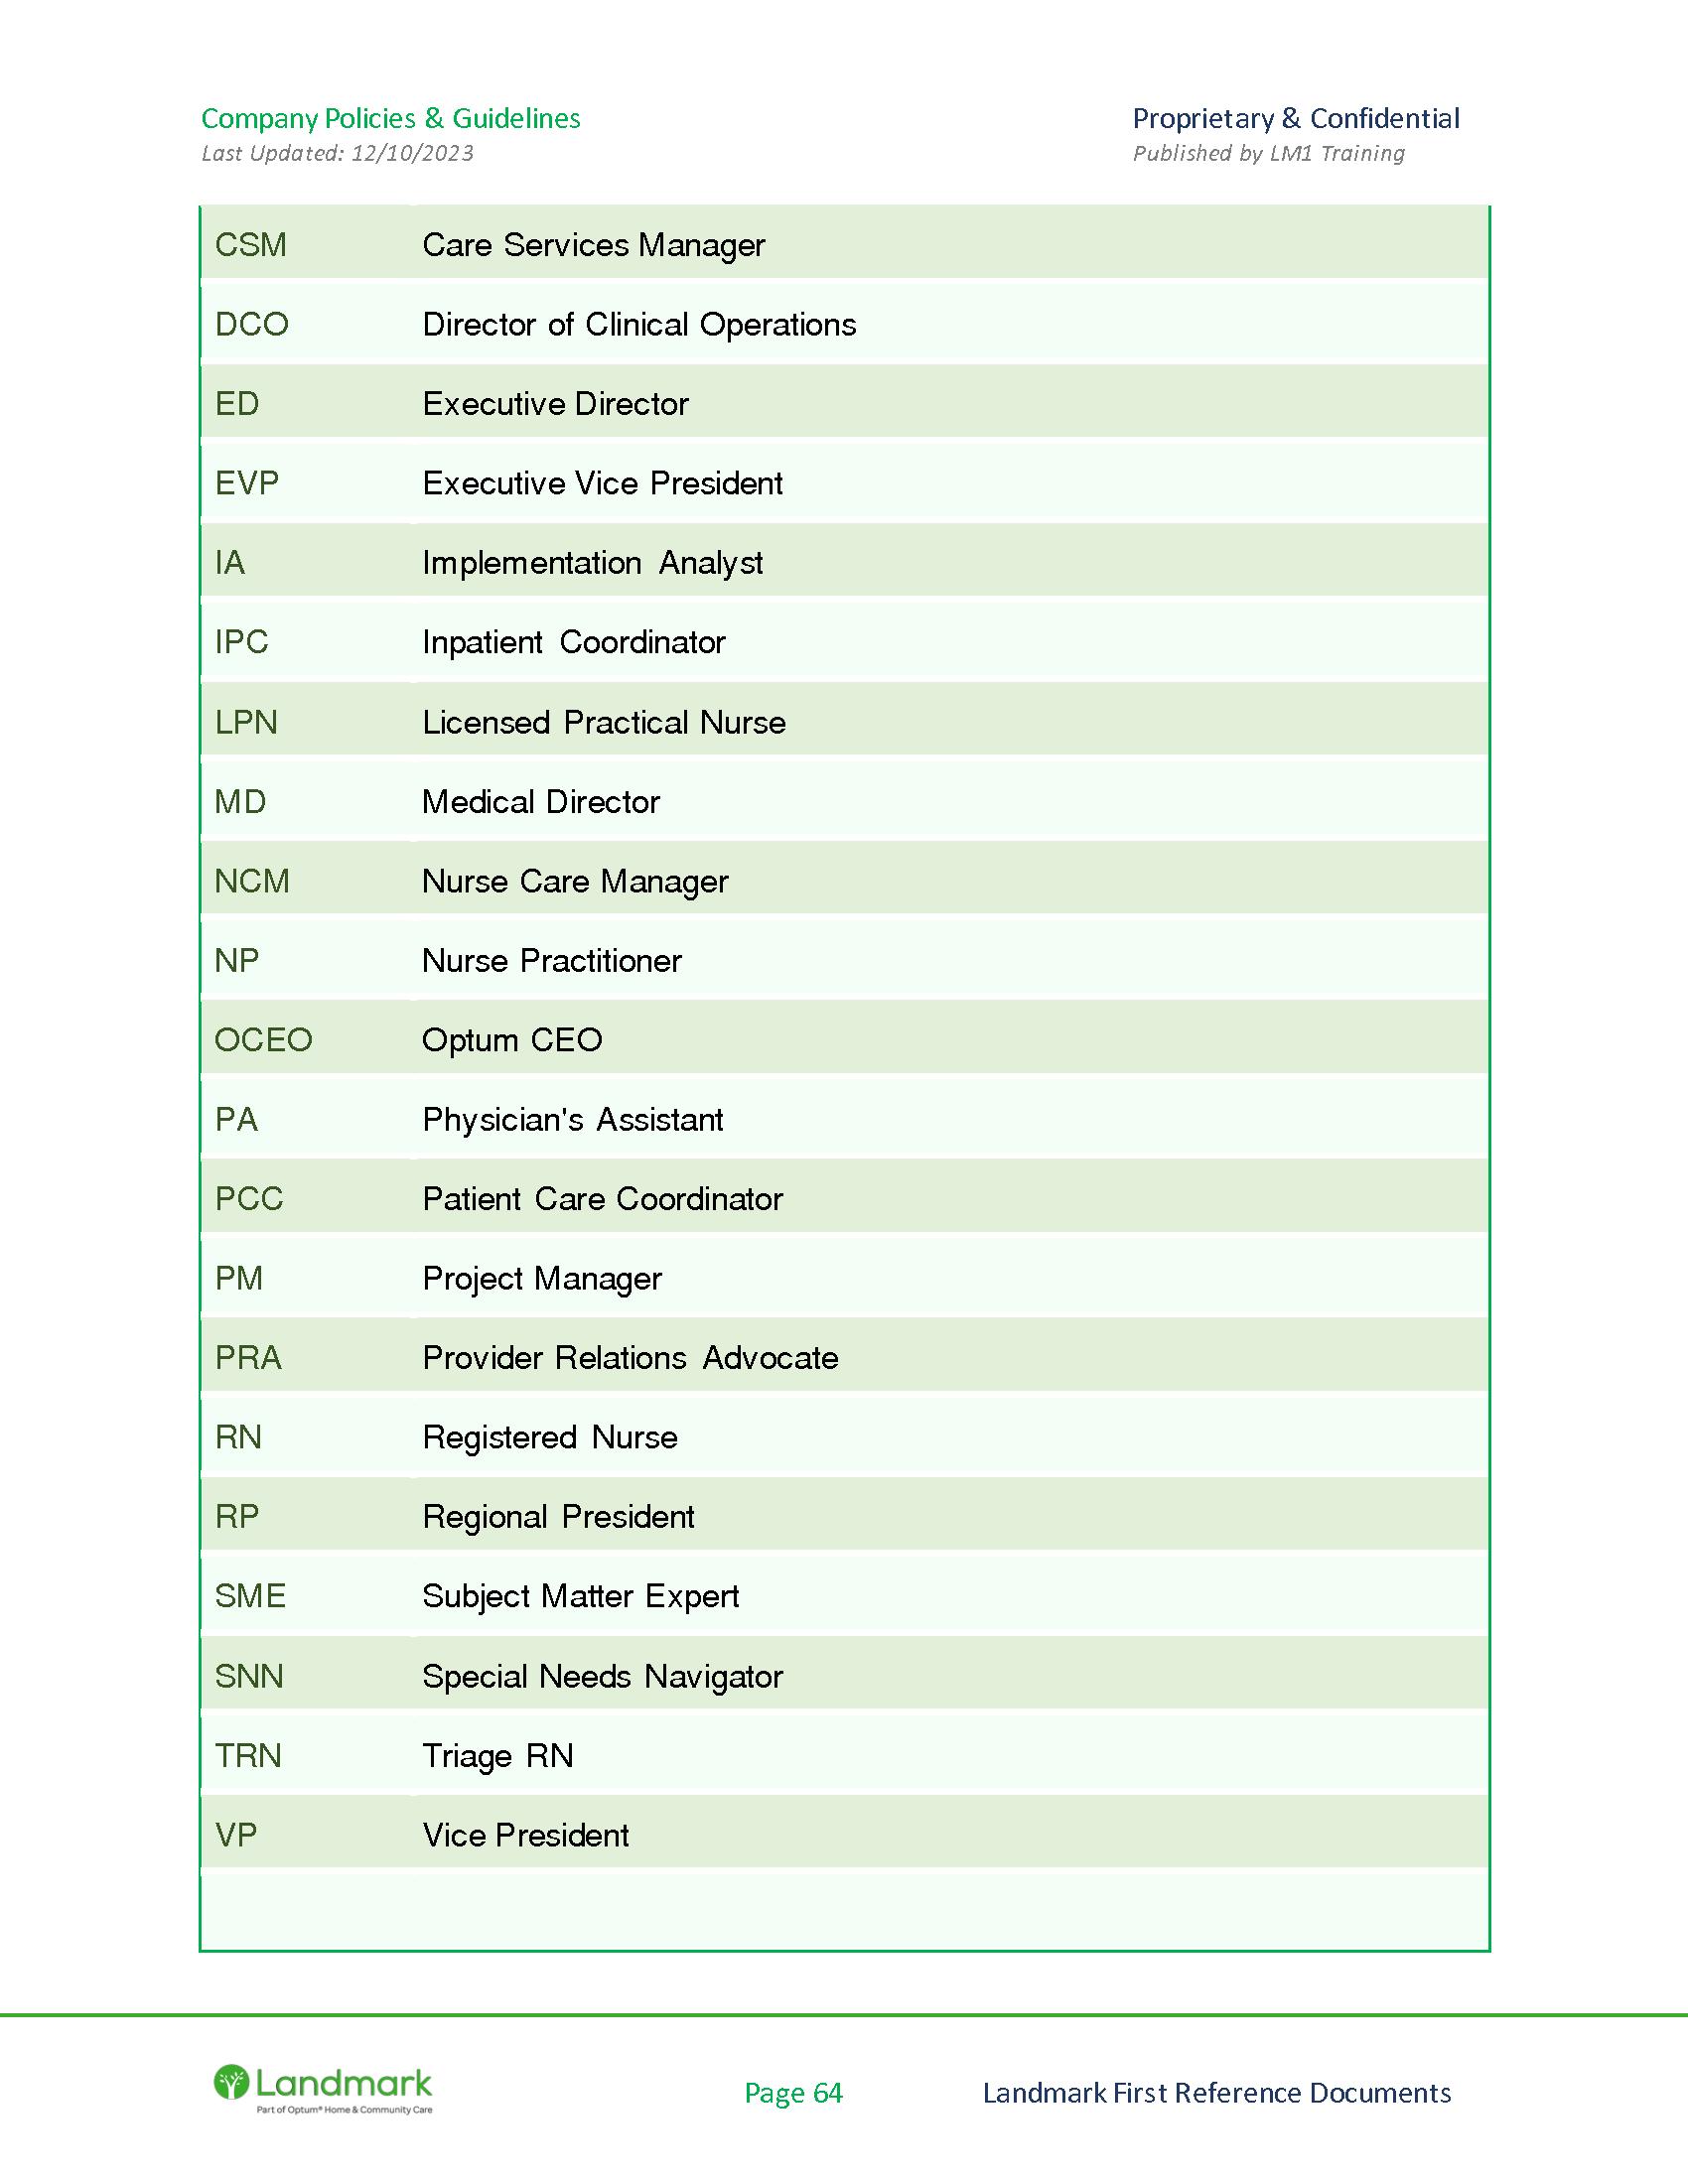 Company Policies & Guidelines Proprietary & Confidential
Last Updated: 12/10/2023 Published by LM1 Training
CSM Care Services Manager
DCO Director of Clinical Operations
ED Executive Director
EVP Executive Vice President
IA Implementation Analyst
IPC Inpatient Coordinator
LPN Licensed Practical Nurse
MD Medical Director
NCM Nurse Care Manager
NP Nurse Practitioner
OCEO Optum CEO
PA Physician's Assistant
PCC Patient Care Coordinator
PM Project Manager
PRA Provider Relations Advocate
RN Registered Nurse
RP Regional President
SME Subject Matter Expert
SNN Special Needs Navigator
TRN Triage RN
VP Vice President
Landmark
Part of Optum® Home & Community Care
Page 64 Landmark First Reference Documents